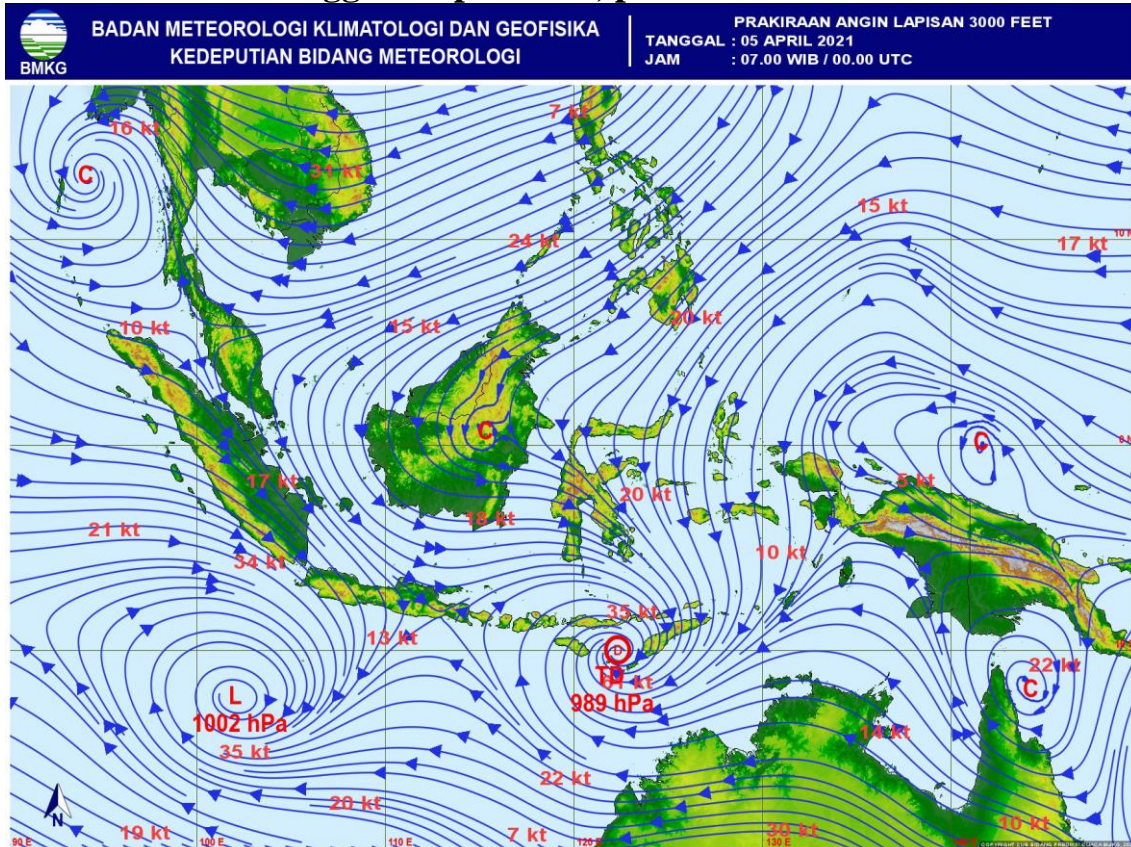 BADAN METEOROLOGI KLIMATOLOGI DAN GEOFISIKA
KEDEPUTIAN BIDANG METEOROLOGI
BMKG
PRAKIRAAN ANGIN LAPISAN 3000 FEET
TANGGAL : 05 APRIL 2021
JAM : 07.00 WIB / 00.00 UTC
16 kt
7 kt
C
31 kt
15 kt
24 kt
17 kt
10 N
10 kt
15 kt
20 kt
C
C
0 N
17 kt
20 kt
5 kt
18 kt
21 kt
34 kt
10 kt
35 kt
13 kt
D
22 kt
TD
C
L
989 hPa
1002 hPa
14 kt
35 kt
22 kt
20 kt
N
19 kt
7 kt
30 kt
10 kt
90 E
100 E
110 E
120 E
130 E